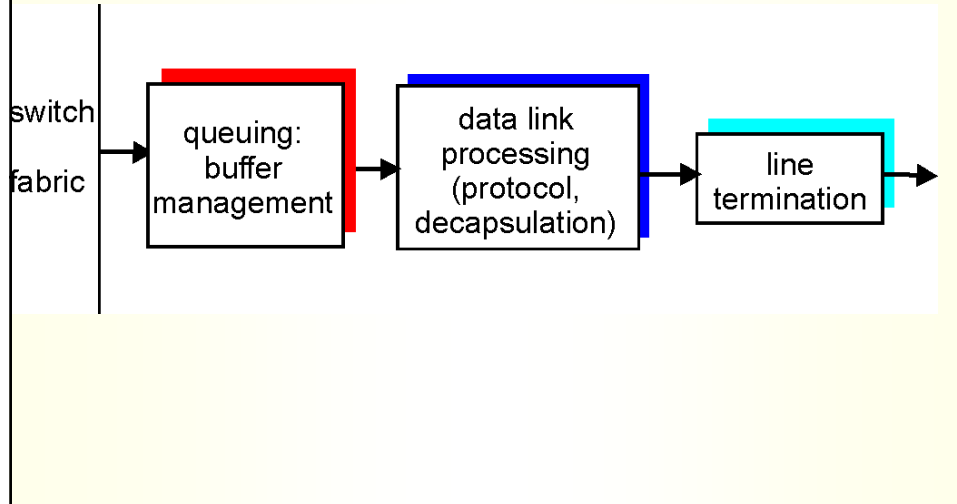 switch
fabric
queuing:
buffer
management
data link
processing
(protocol,
decapsulation)
line
termination